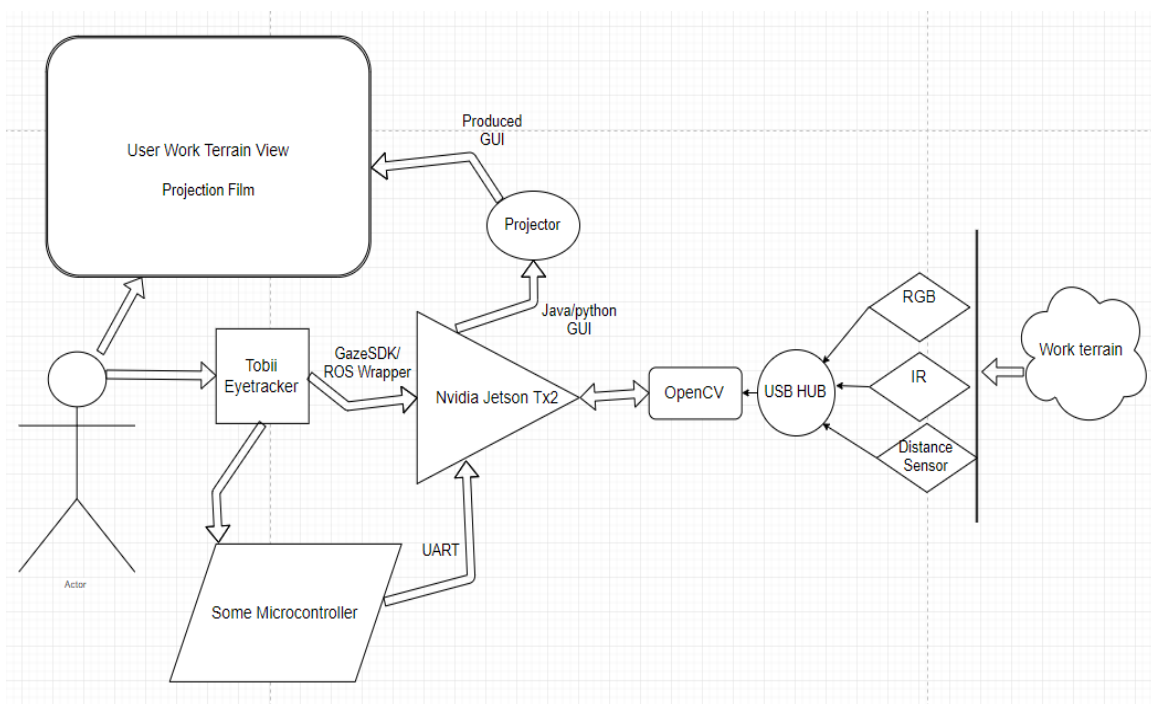 Produced
GUI
User Work Terrain View
Projection Film
Projector
RGB
Java/python
GUI
Work terrain
Tobii
Eyetracker
GazeSDK/
ROS Wrapper
Nvidia Jetson Tx2
OpenCV
USB HUB
IR
Distance
Sensor
UART
Actor
Some Microcontroller